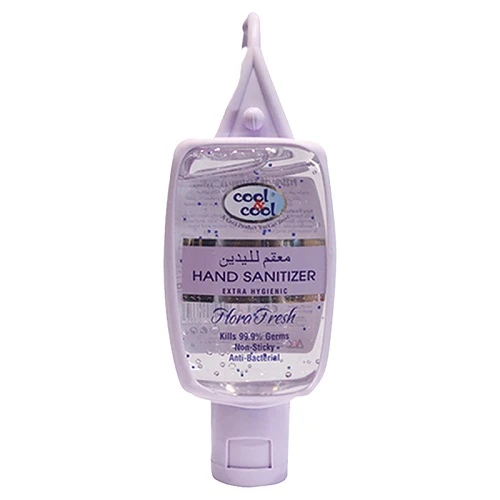 cool
& cool
معقم لليدين
HAND SANITIZER
EXTRA HYGIENIC
Flora Fresh
Kills 99.9% Germs
Non-Sticky
Anti-Bacterial